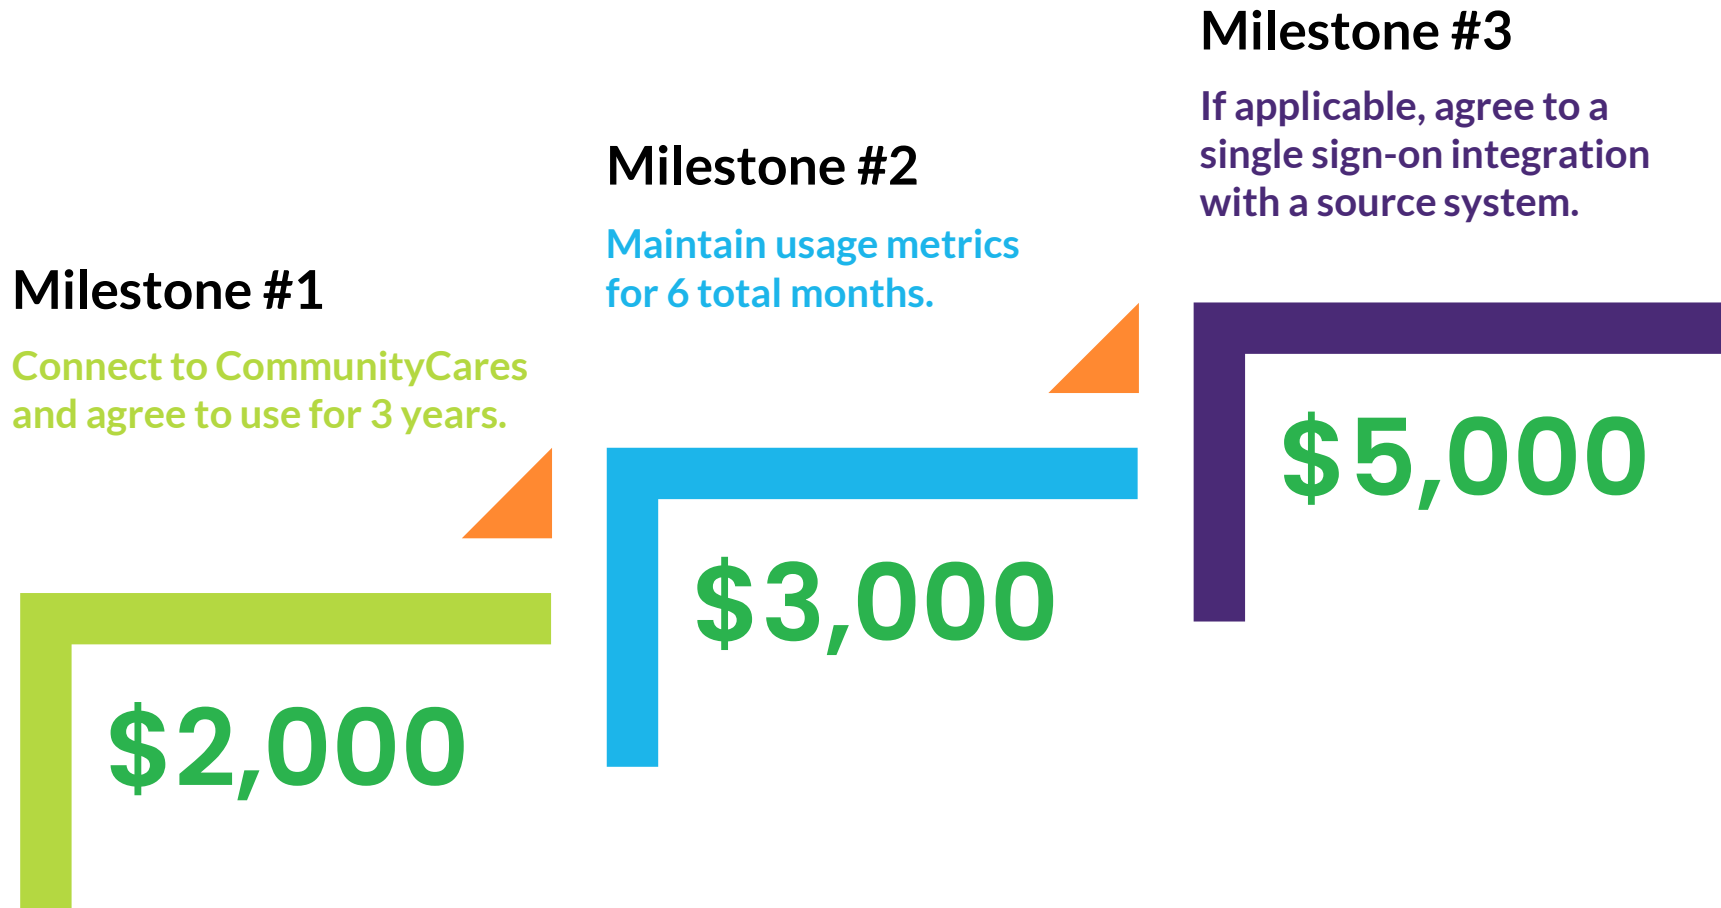 Milestone #1
Connect to CommunityCares
and agree to use for 3 years.
$2,000
Milestone #2
Maintain usage metrics
for 6 total months.
$3,000
Milestone #3
If applicable, agree to a
single sign-on integration
with a source system.
$5,000